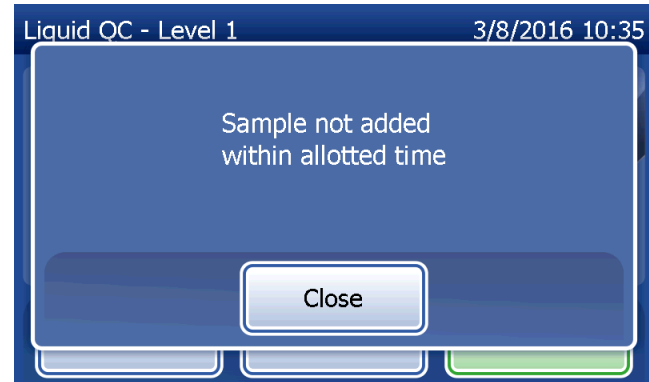 Liquid QC - Level 1 3/8/2016 10:35
Sample not added
within allotted time
Close